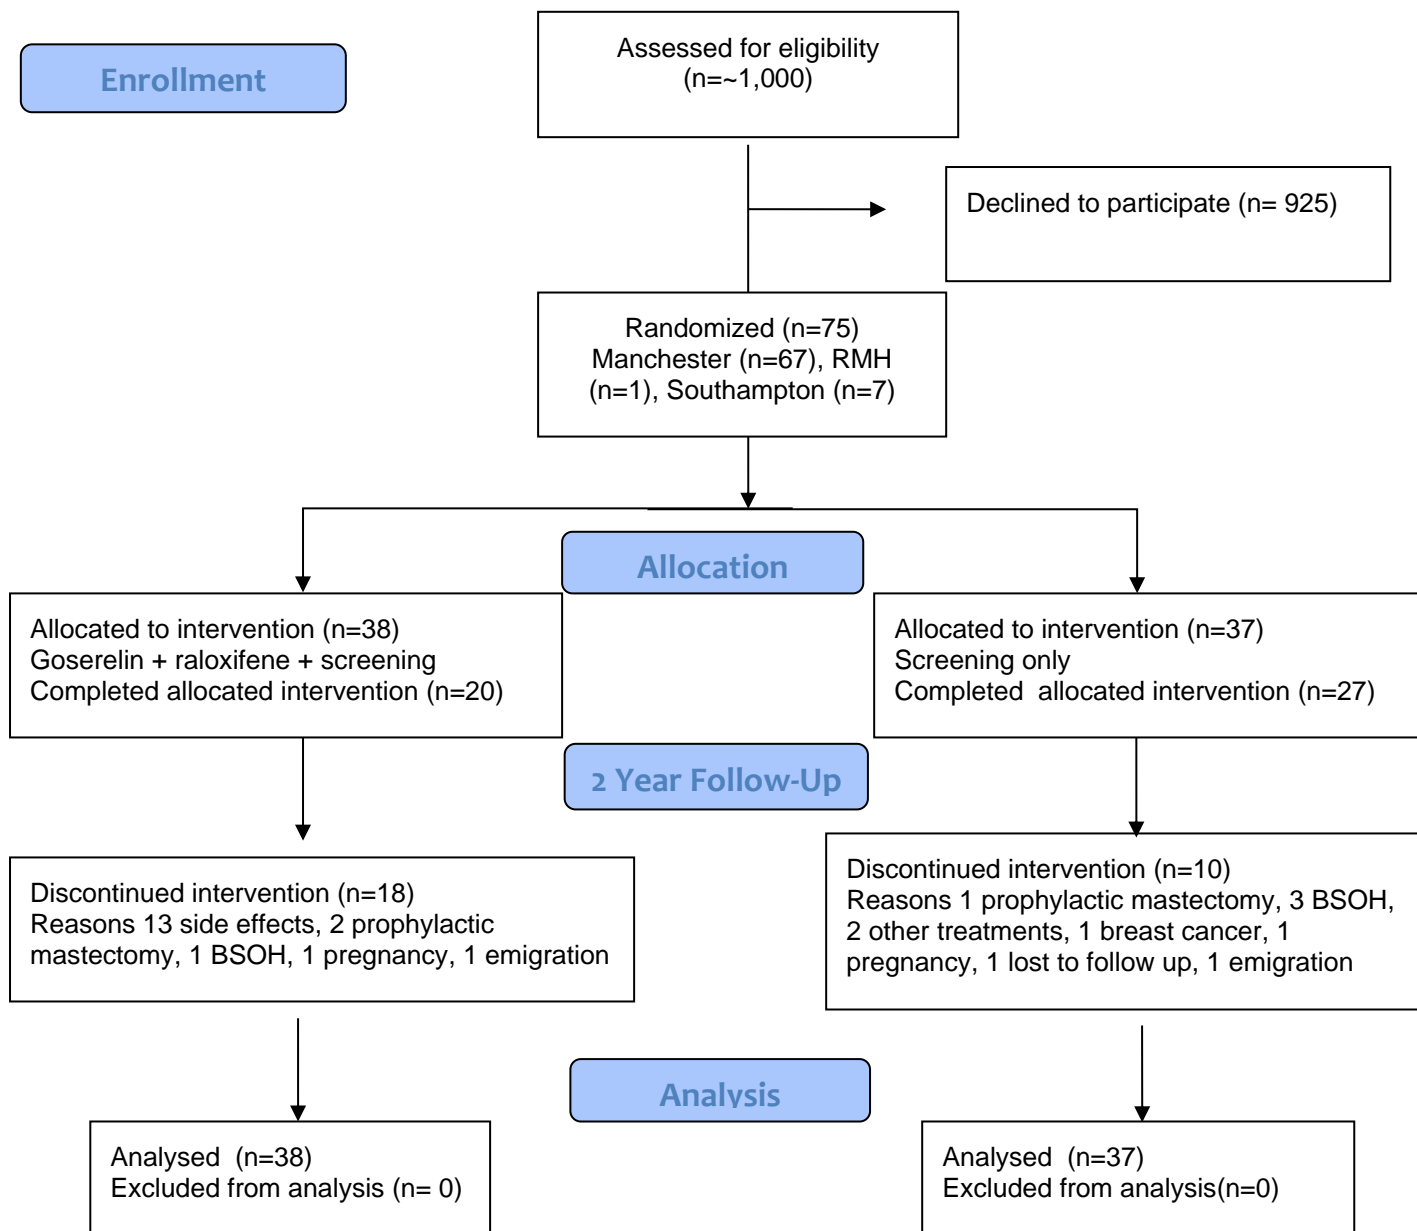 Enrollment
Assessed for eligibility
(n=~1,000)
Declined to participate (n= 925)
Randomized (n=75)
Manchester (n=67), RMH
(n=1), Southampton (n=7)
Allocation
Allocated to intervention (n=38)
Goserelin + raloxifene + screening
Completed allocated intervention (n=20)
Allocated to intervention (n=37)
Screening only
Completed  allocated intervention (n=27)
2 Year Follow-Up
Discontinued intervention (n=18)
Reasons 13 side effects, 2 prophylactic
mastectomy, 1 BSOH, 1 pregnancy, 1 emigration
Discontinued intervention (n=10)
Reasons 1 prophylactic mastectomy, 3 BSOH,
2 other treatments, 1 breast cancer, 1
pregnancy, 1 lost to follow up, 1 emigration
Analysis
Analysed  (n=38)
Excluded from analysis (n= 0)
Analysed  (n=37)
Excluded from analysis(n=0)